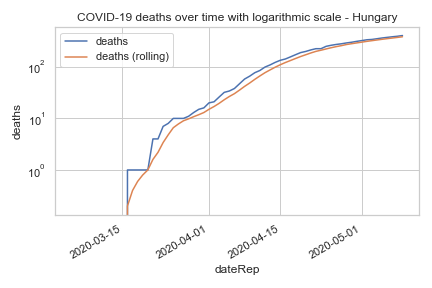 COVID-19 deaths over time with logarithmic scale - Hungary
deaths
deaths (rolling)
deaths
10²
10¹
10⁰
2020-03-15
2020-04-01
2020-04-15
2020-05-01
dateRep